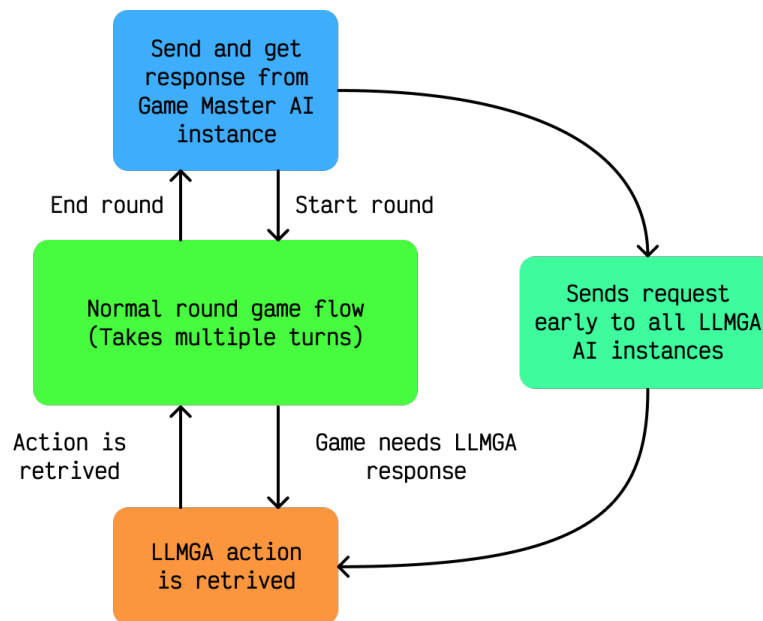 Send and get
response from
Game Master AI
instance
End round
Start round
Normal round game flow
(Takes multiple turns)
Sends request
early to all LLMGA
AI instances
Action is
retrived
Game needs LLMGA
response
LLMGA action
is retrived